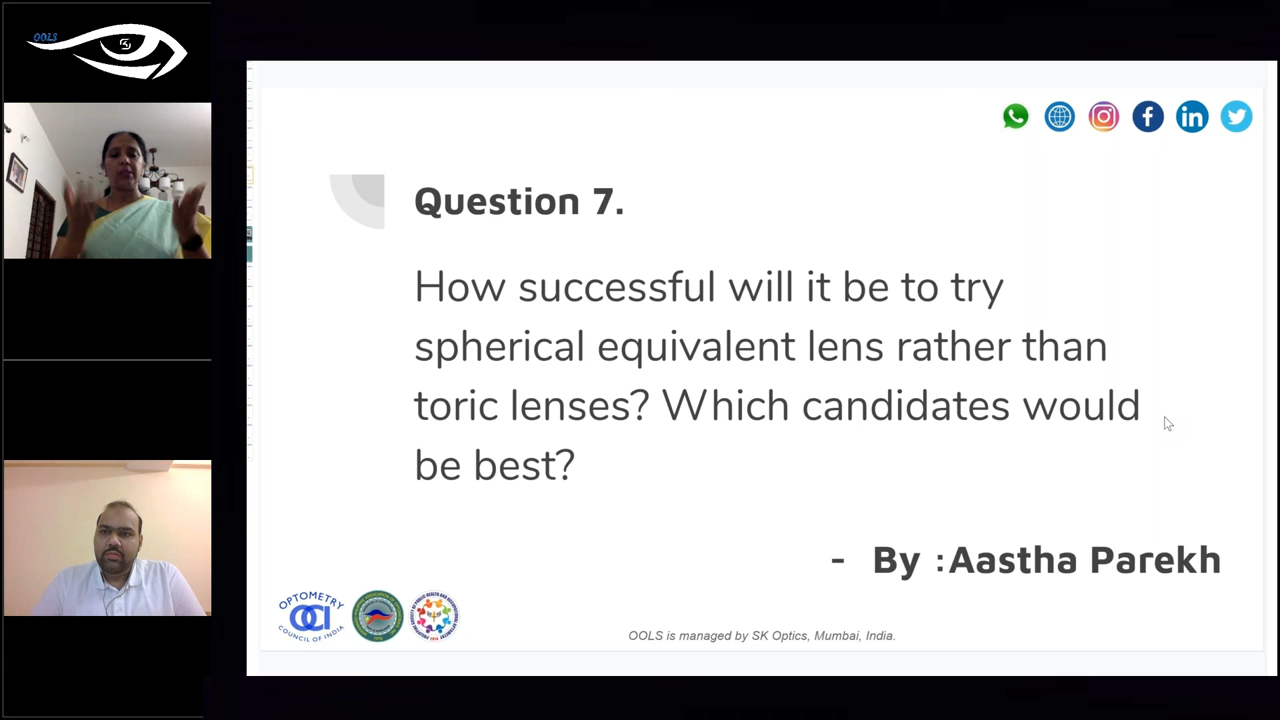 OOLS
Question 7.
How successful will it be to try
spherical equivalent lens rather than
toric lenses? Which candidates would
be best?
- By :Aastha Parekh
OPTOMETRY
OCI
COUNCIL OF INDIA
OOLS is managed by SK Optics, Mumbai, India.